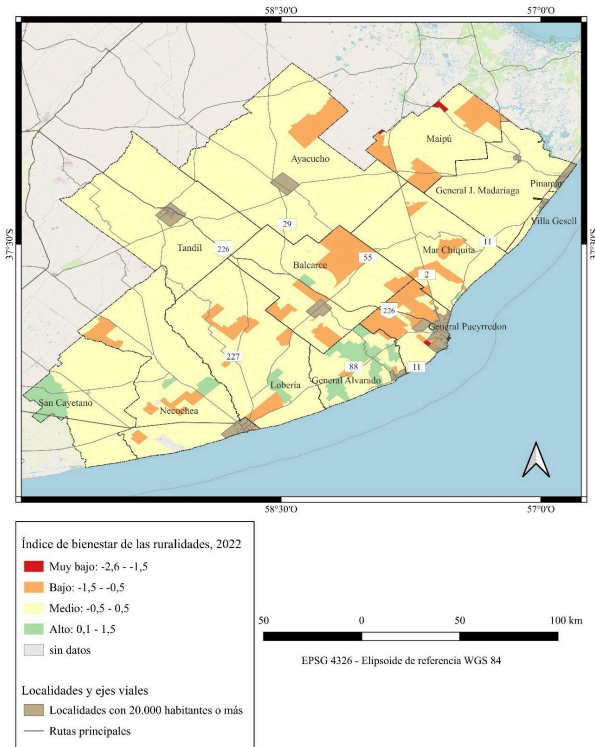 58°30'O 57°0'O
Maipú
Ayacucho
General J. Madariaga
Pinamar
Villa Gesell
29
37°30'S
37°30'S
Tandil
226
11
Mar Chiquita
Balcarce
55
2
226
General Pueyrredon
227
88
11
General Alvarado
Lobería
San Cayetano
Necochea
58°30'O 57°0'O
Índice de bienestar de las ruralidades, 2022
Muy bajo: -2,6 - -1,5
Bajo: -1,5 - -0,5
Medio: -0,5 - 0,5
Alto: 0,1 - 1,5
sin datos
Localidades y ejes viales
Localidades con 20.000 habitantes o más
Rutas principales
50 0 50 100 km
EPSG 4326 - Elipsoide de referencia WGS 84